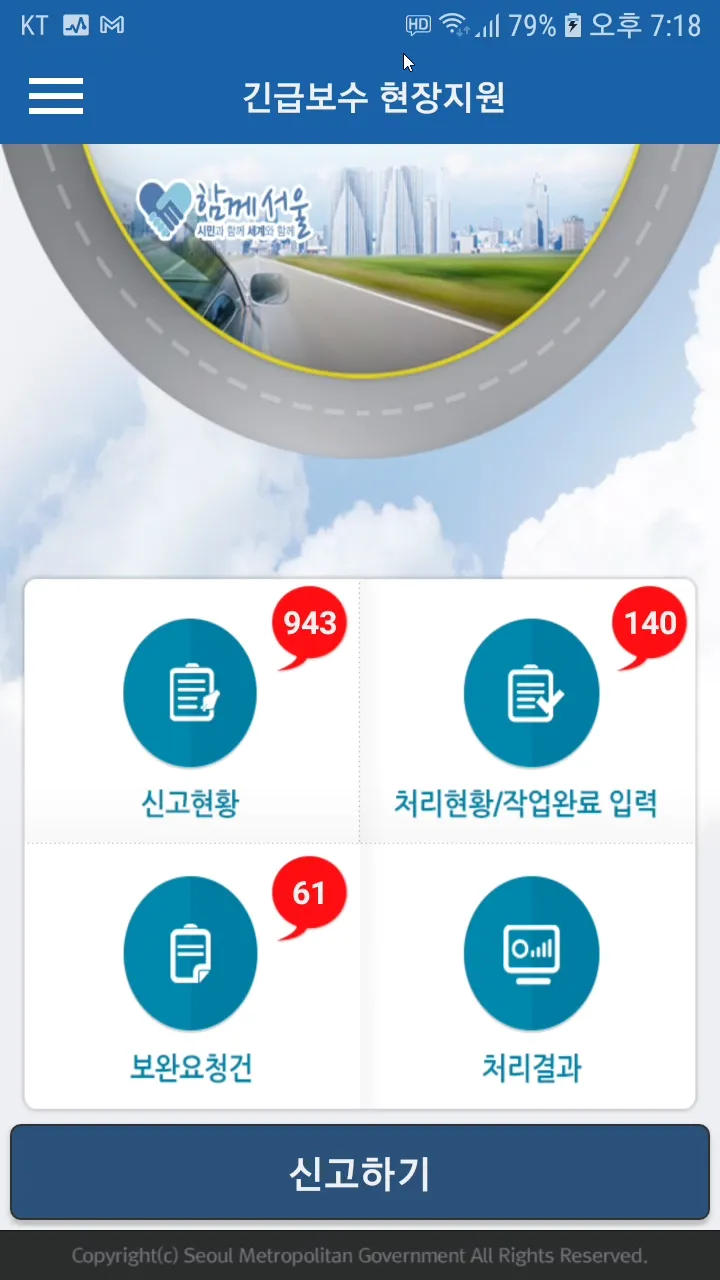 KT HD 79% 오후 7:18
긴급보수 현장지원
함께서울
시민과 함께 세계와 함께
943
140
신고현황
처리현황/작업완료 입력
61
보완요청건
처리결과
신고하기
Copyright(c) Seoul Metropolitan Government All Rights Reserved.